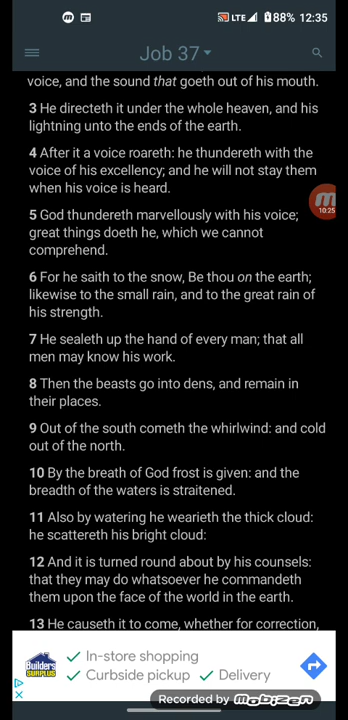 LTE 88% 12:35
Job 37
voice, and the sound that goeth out of his mouth.
3 He directeth it under the whole heaven, and his
lightning unto the ends of the earth.
4 After it a voice roareth: he thundereth with the
voice of his excellency; and he will not stay them
when his voice is heard.
10:25
5 God thundereth marvellously with his voice;
great things doeth he, which we cannot
comprehend.
6 For he saith to the snow, Be thou on the earth;
likewise to the small rain, and to the great rain of
his strength.
7 He sealeth up the hand of every man; that all
men may know his work.
8 Then the beasts go into dens, and remain in
their places.
9 Out of the south cometh the whirlwind: and cold
out of the north.
10 By the breath of God frost is given: and the
breadth of the waters is straitened.
11 Also by watering he wearieth the thick cloud:
he scattereth his bright cloud:
12 And it is turned round about by his counsels:
that they may do whatsoever he commandeth
them upon the face of the world in the earth.
13 He causeth it to come, whether for correction,
Builders
SURPLUS
In-store shopping
Curbside pickup Delivery
Recorded by mobizen